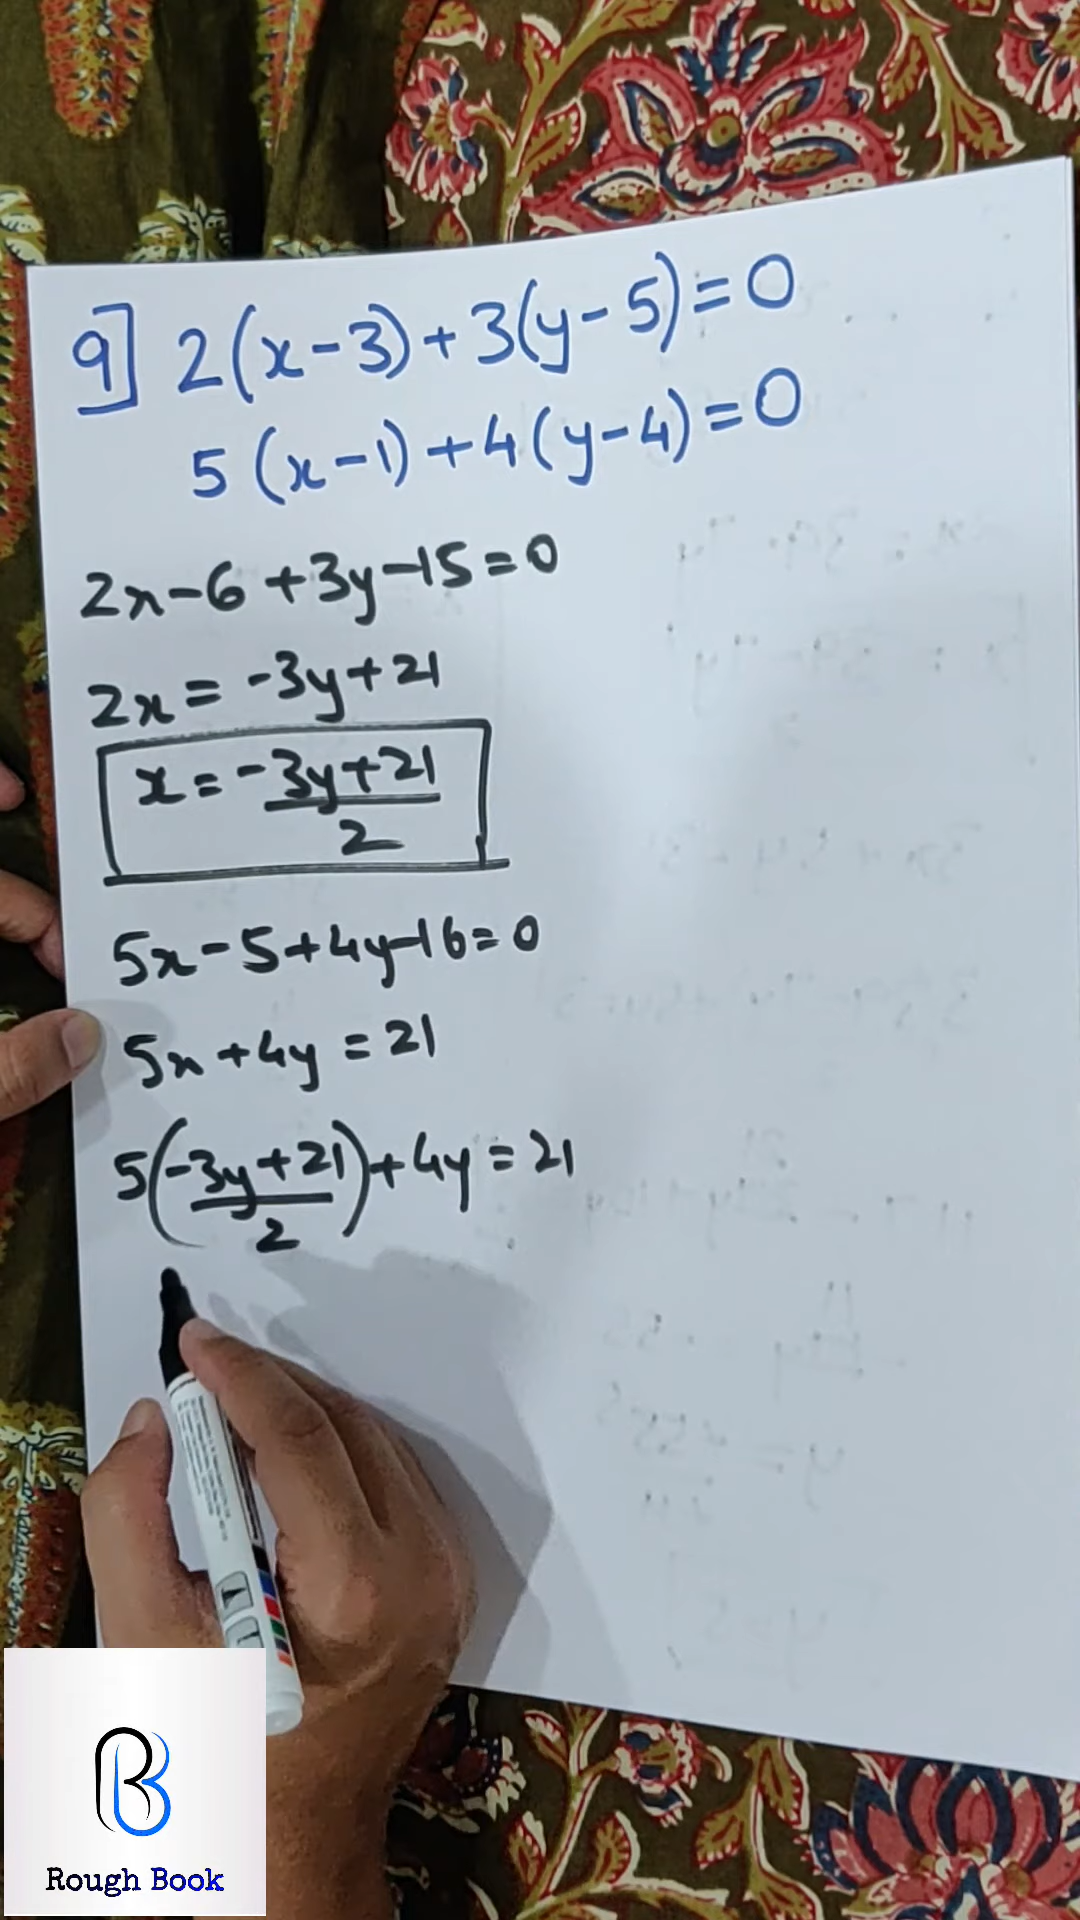 9] 2(x-3)+3(y-5)=0
5(x-1)+4(y-4)=0
2x-6+3y-15=0
2x=-3y+21
x=-3y+21
2
5x-5+4y-16=0
5x+4y=21
5(-3y+21)+4y=21
2
Rough Book